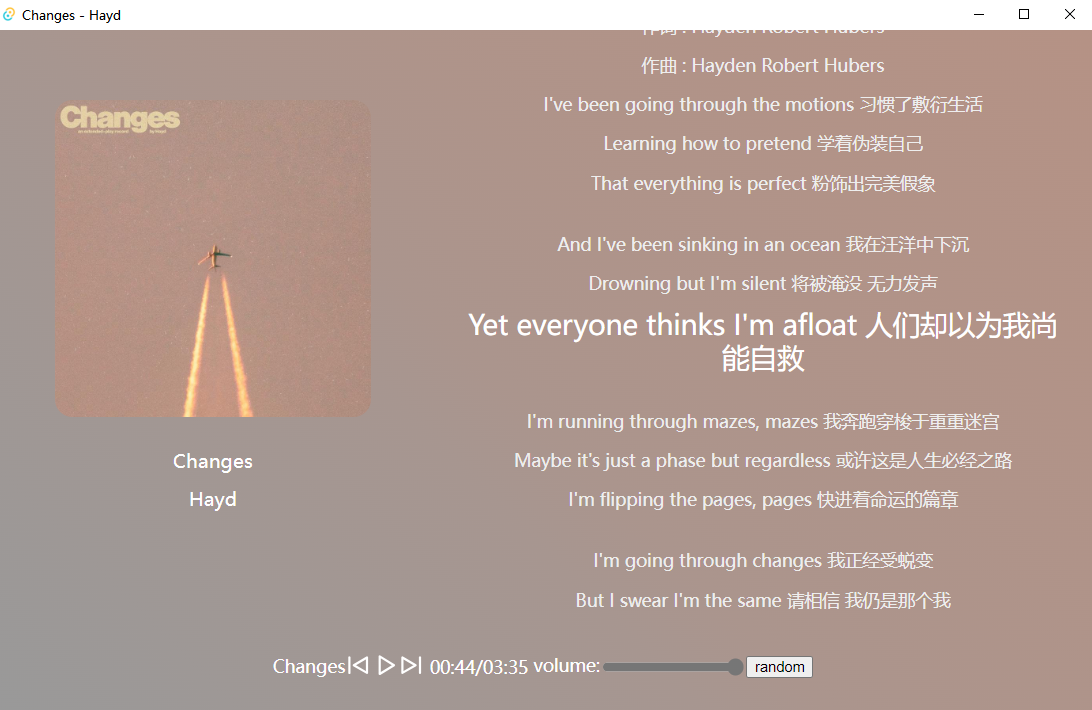 Changes - Hayd
Changes
by Hayd
作词 : Hayden Robert Hubers
作曲 : Hayden Robert Hubers
I've been going through the motions 习惯了敷衍生活
Learning how to pretend 学着伪装自己
That everything is perfect 粉饰出完美假象
And I've been sinking in an ocean 我在汪洋中下沉
Drowning but I'm silent 将被淹没 无力发声
Yet everyone thinks I'm afloat 人们却以为我尚
能自救
I'm running through mazes, mazes 我奔跑穿梭于重重迷宫
Maybe it's just a phase but regardless 或许这是人生必经之路
I'm flipping the pages, pages 快进着命运的篇章
I'm going through changes 我正经受蜕变
But I swear I'm the same 请相信 我仍是那个我
Changes
Hayd
Changes 00:44/03:35 volume: random